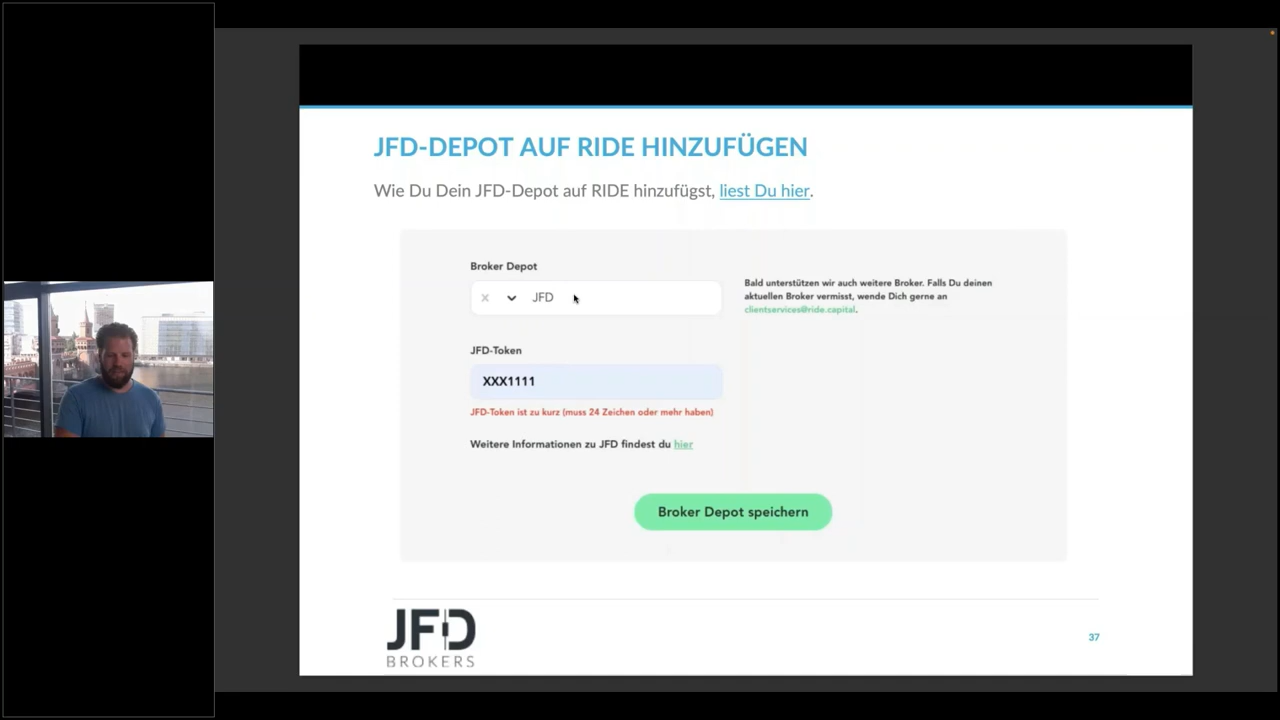 JFD-DEPOT AUF RIDE HINZUFÜGEN
Wie Du Dein JFD-Depot auf RIDE hinzufügst, liest Du hier.
Broker Depot
JFD
Bald unterstützen wir auch weitere Broker. Falls Du deinen
aktuellen Broker vermisst, wende Dich gerne an
clientservices@ride.capital.
JFD-Token
XXX1111
JFD-Token ist zu kurz (muss 24 Zeichen oder mehr haben)
Weitere Informationen zu JFD findest du hier
Broker Depot speichern
JFD
BROKERS
37